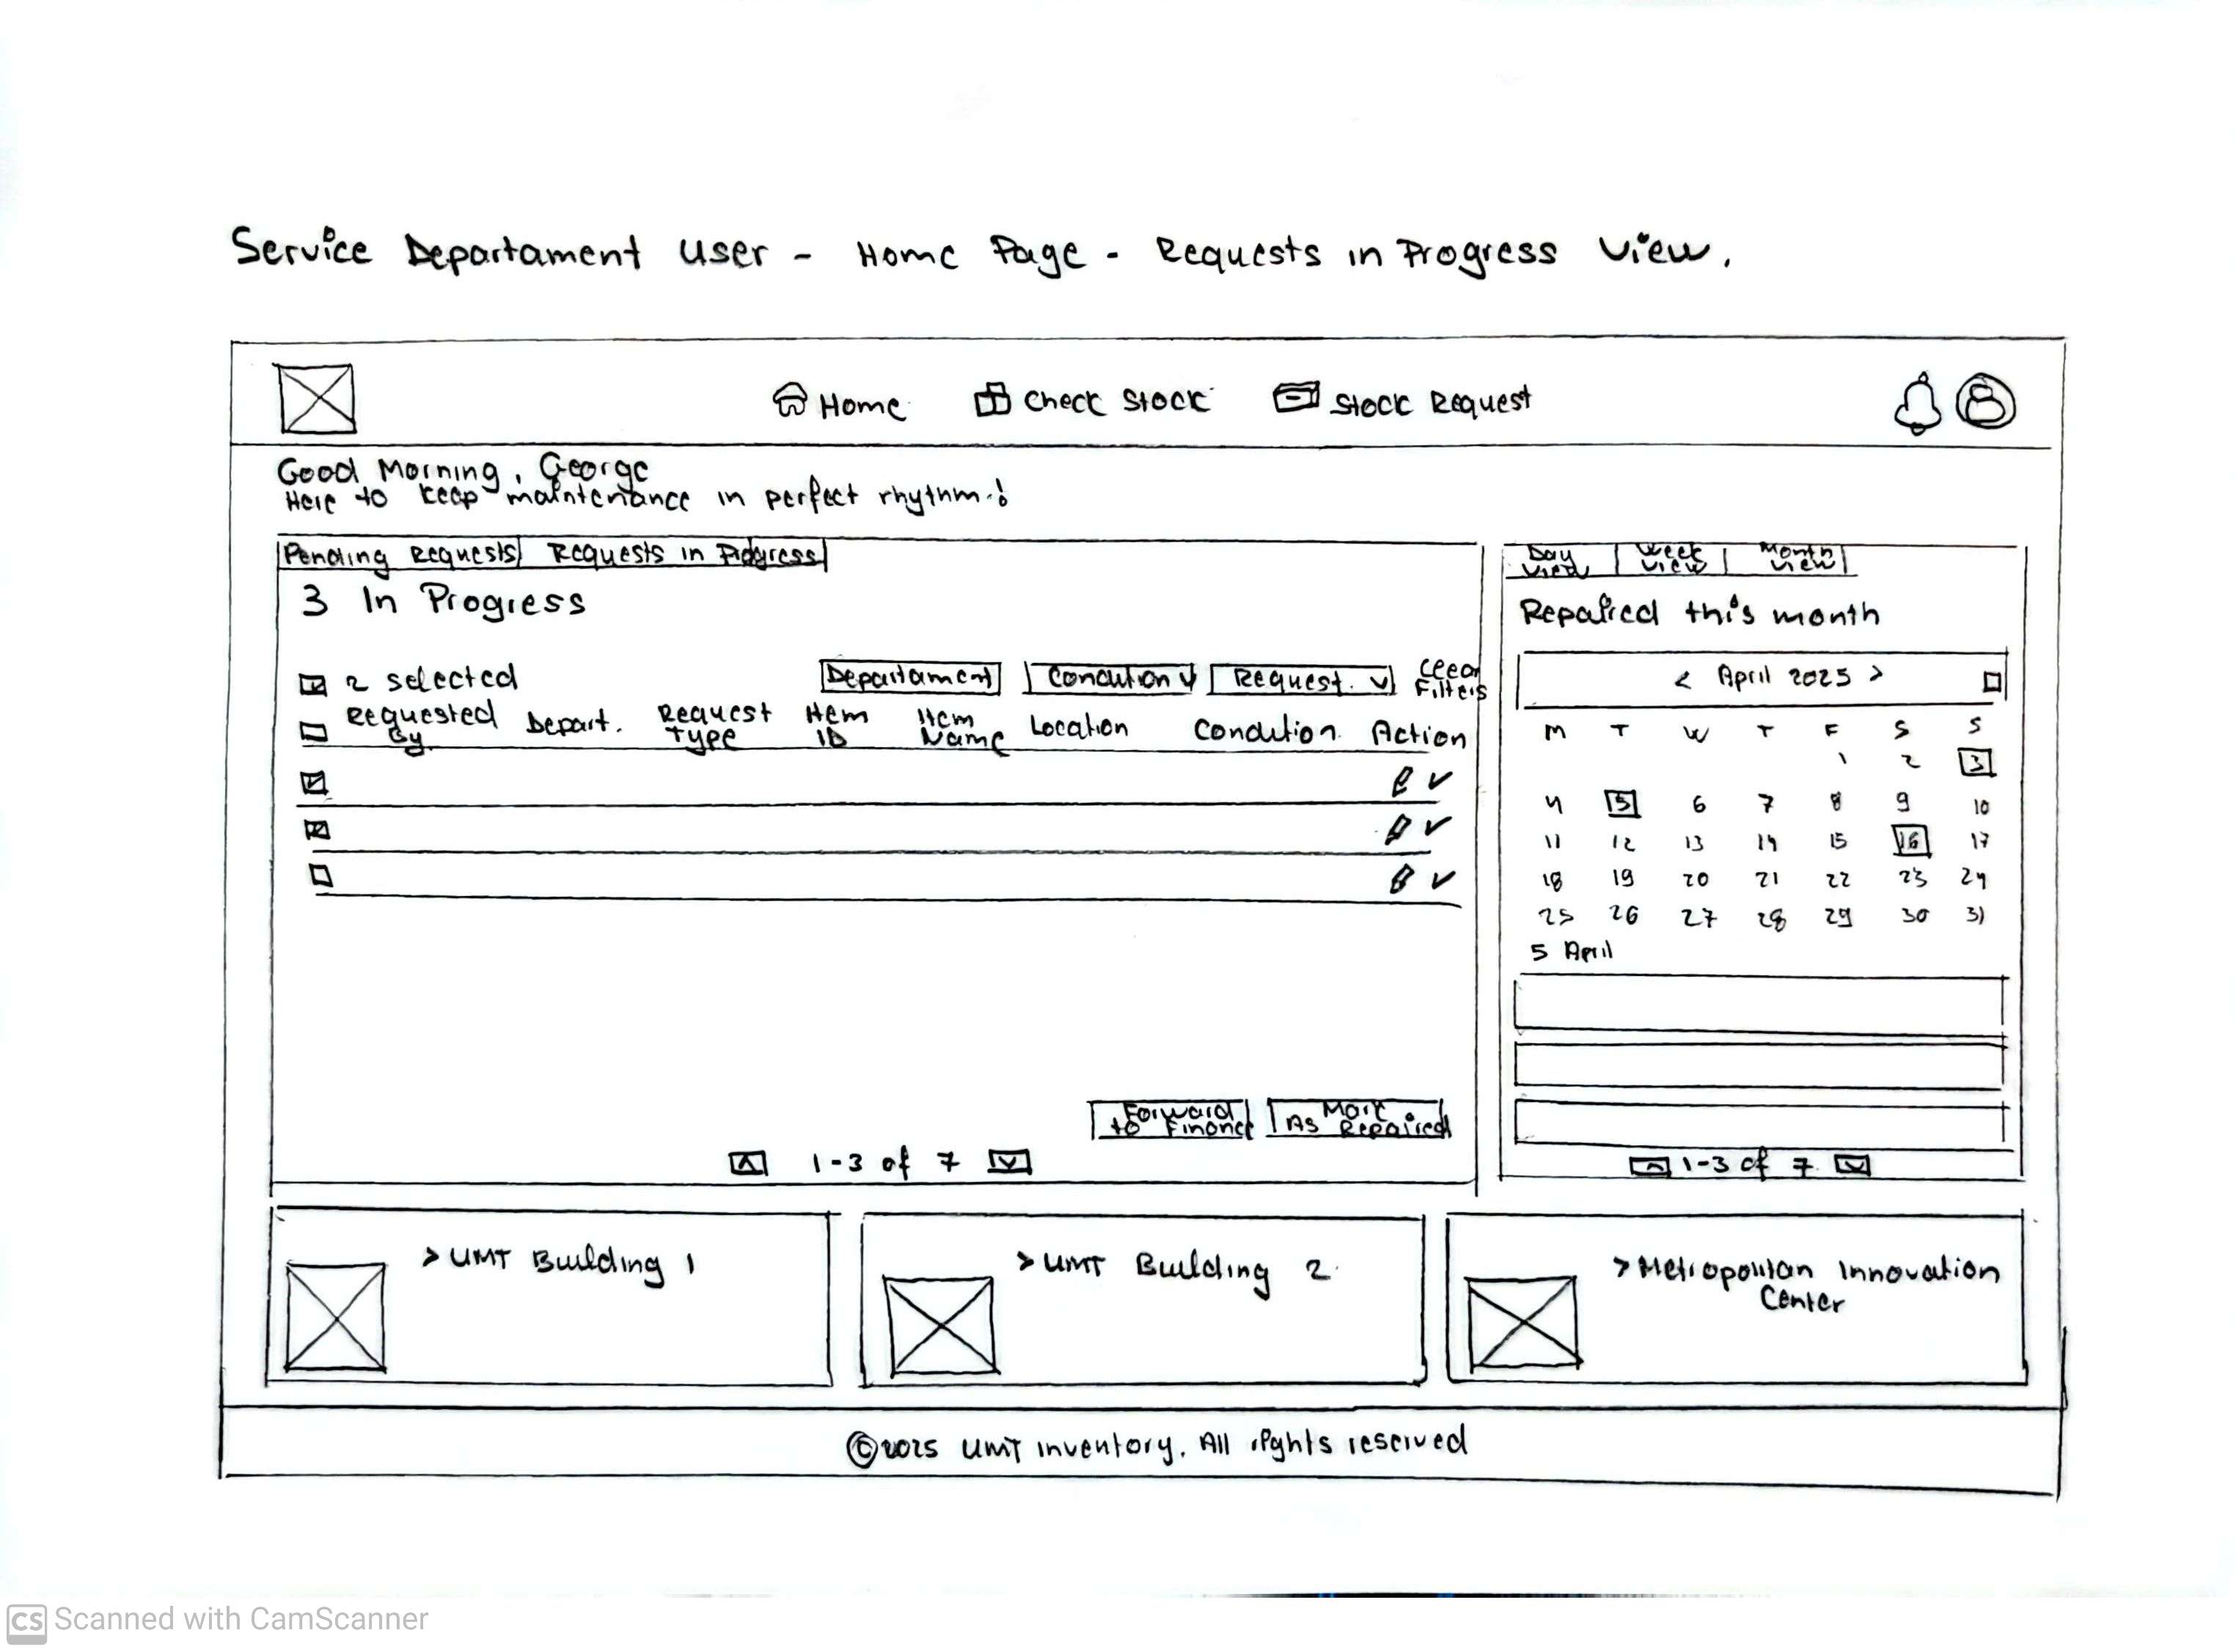 Service Departament User - Home Page - Requests in Progress View.
Home Check Stock Stock Request
Good Morning, George
Here to keep maintenance in perfect rhythm!
Pending Requests Requests in Progress
3 In Progress
2 selected Departament Condition Request. Clear Filters
Requested By Depart. Request Type Item ID Item Name Location Condition Action
Forward to Finance Mark As Repaired
1-3 of 7
Day View Week View Month View
Repaired this month
< April 2025 >
M T W T F S S
1 2 3
4 5 6 7 8 9 10
11 12 13 14 15 16 17
18 19 20 21 22 23 24
25 26 27 28 29 30 31
5 April
1-3 of 7
> UMT Building 1
> UMT Building 2
> Metropolitan Innovation
Center
©2025 UMT Inventory. All rights reserved
CS Scanned with CamScanner